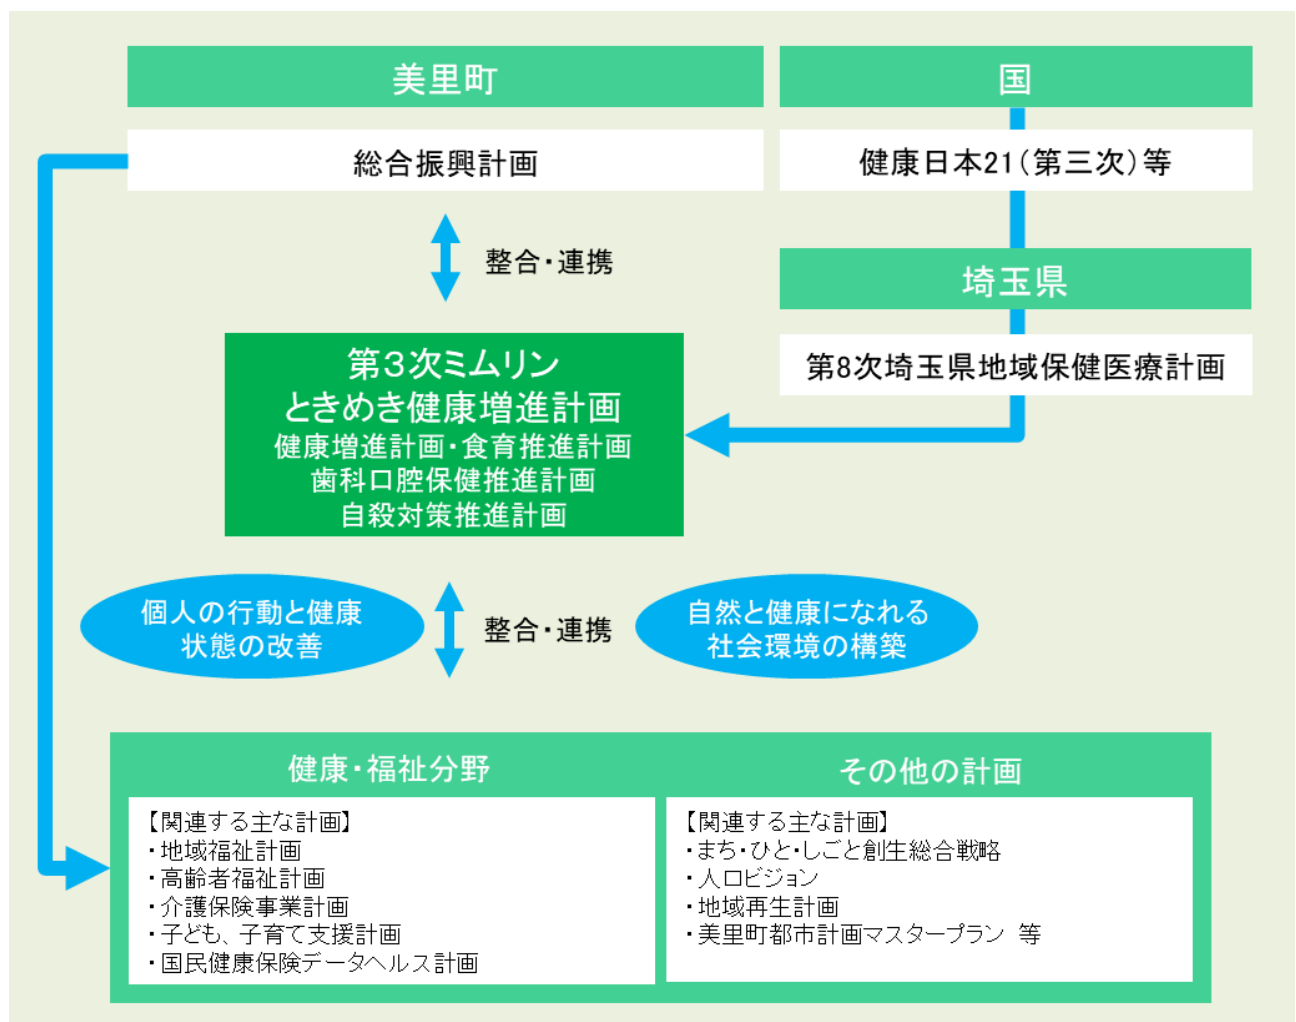 美里町
国
総合振興計画
健康日本21（第三次）等
整合・連携
埼玉県
第8次埼玉県地域保健医療計画
第３次ミムリン
ときめき健康増進計画
健康増進計画・食育推進計画
歯科口腔保健推進計画
自殺対策推進計画
個人の行動と健康
状態の改善
整合・連携
自然と健康になれる
社会環境の構築
健康・福祉分野
【関連する主な計画】
・地域福祉計画
・高齢者福祉計画
・介護保険事業計画
・子ども、子育て支援計画
・国民健康保険データヘルス計画
その他の計画
【関連する主な計画】
・まち・ひと・しごと創生総合戦略
・人口ビジョン
・地域再生計画
・美里町都市計画マスタープラン 等